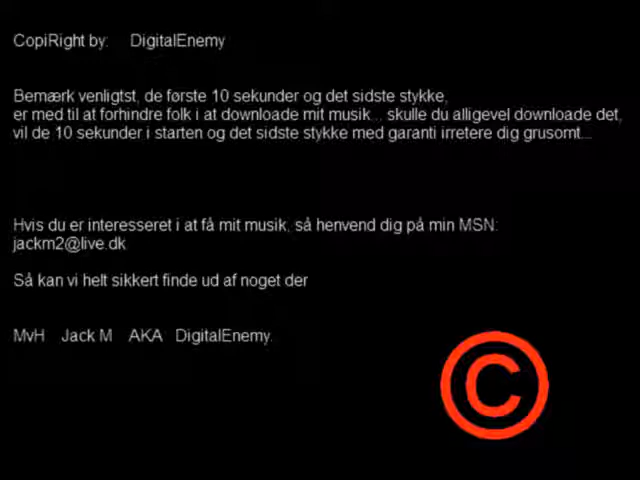 CopiRight by: DigitalEnemy
Bemærk venligtst, de første 10 sekunder og det sidste stykke,
er med til at forhindre folk i at downloade mit musik... skulle du alligevel downloade det,
vil de 10 sekunder i starten og det sidste stykke med garanti irretere dig grusomt...
Hvis du er interesseret i at få mit musik, så henvend dig på min MSN:
jackm2@live.dk
Så kan vi helt sikkert finde ud af noget der
MvH Jack M AKA DigitalEnemy.
©